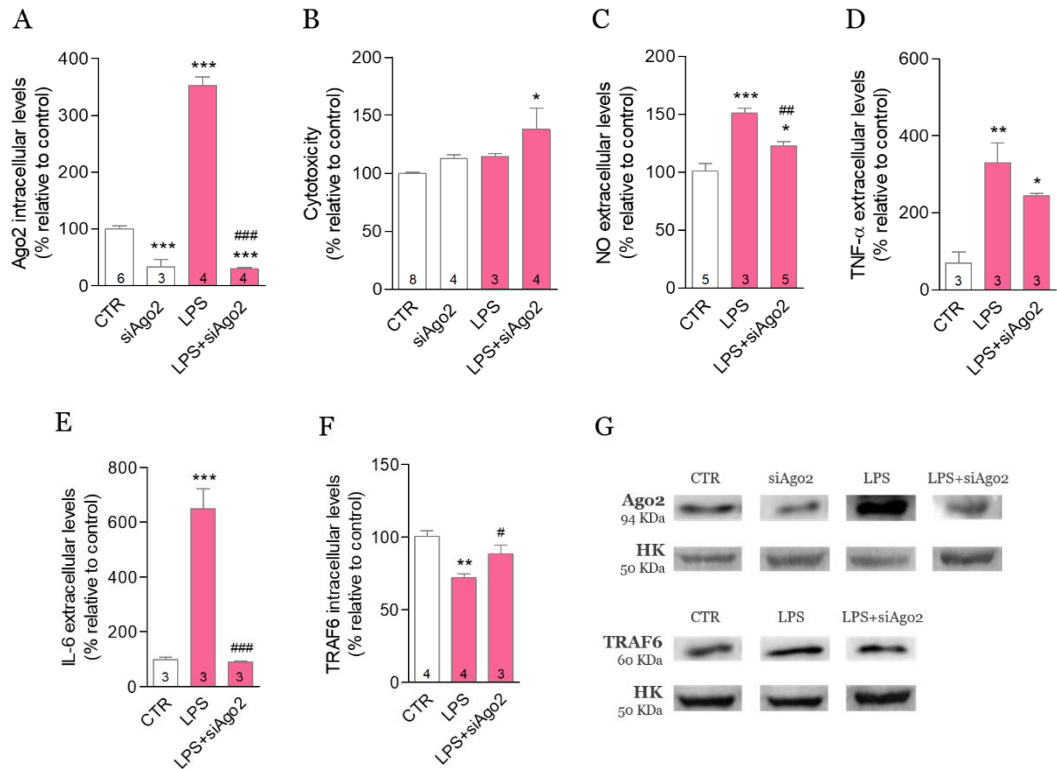 A
Ago2 intracellular levels
(% relative to control)
400
300
200
100
0
***
***
###
***
6
3
4
4
CTR
siAgo2
LPS
LPS+siAgo2
B
Cytotoxicity
(% relative to control)
200
150
100
50
0
*
8
4
3
4
CTR
siAgo2
LPS
LPS+siAgo2
C
NO extracellular levels
(% relative to control)
200
150
100
50
0
***
##
*
5
3
5
CTR
LPS
LPS+siAgo2
D
TNF-α extracellular levels
(% relative to control)
600
400
200
0
**
*
3
3
3
CTR
LPS
LPS+siAgo2
E
IL-6 extracellular levels
(% relative to control)
800
600
400
200
0
***
###
3
3
3
CTR
LPS
LPS+siAgo2
F
TRAF6 intracellular levels
(% relative to control)
150
100
50
0
**
#
4
4
3
CTR
LPS
LPS+siAgo2
G
CTR siAgo2 LPS LPS+siAgo2
Ago2
94 KDa
HK
50 KDa
CTR LPS LPS+siAgo2
TRAF6
60 KDa
HK
50 KDa